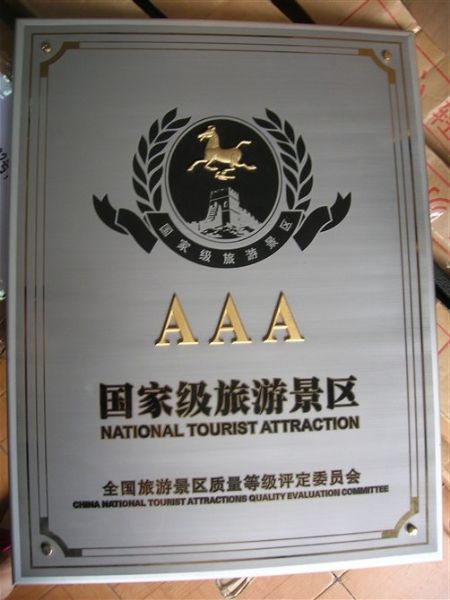 国家级旅游景区
AAA
国家级旅游景区
NATIONAL TOURIST ATTRACTION
全国旅游景区质量等级评定委员会
CHINA NATIONAL TOURIST ATTRACTIONS QUALITY EVALUATION COMMITTEE